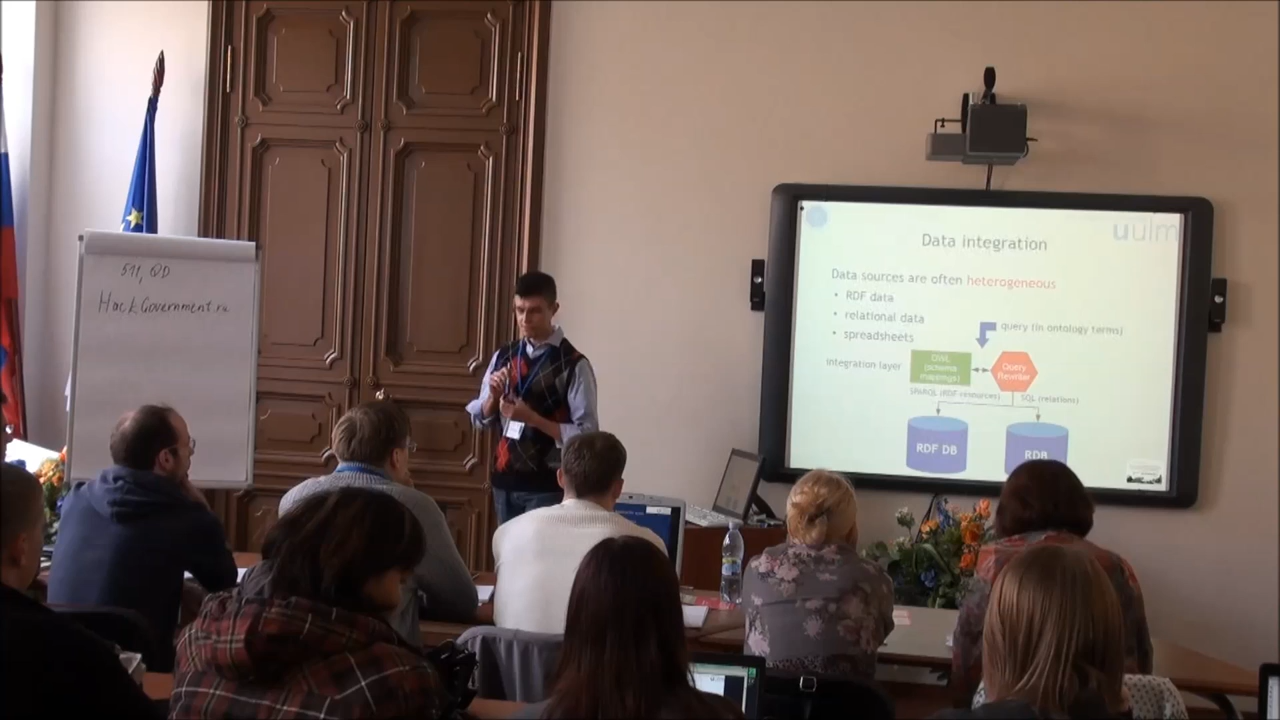 511, QD
HackGovernment.ru
uulm
Data integration
Data sources are often heterogeneous
• RDF data
• relational data
• spreadsheets
query (in ontology terms)
Integration layer
OWL
(schema
mappings)
Query
Rewriter
SPARQL (RDF resources)
SQL (relations)
RDF DB
RDB